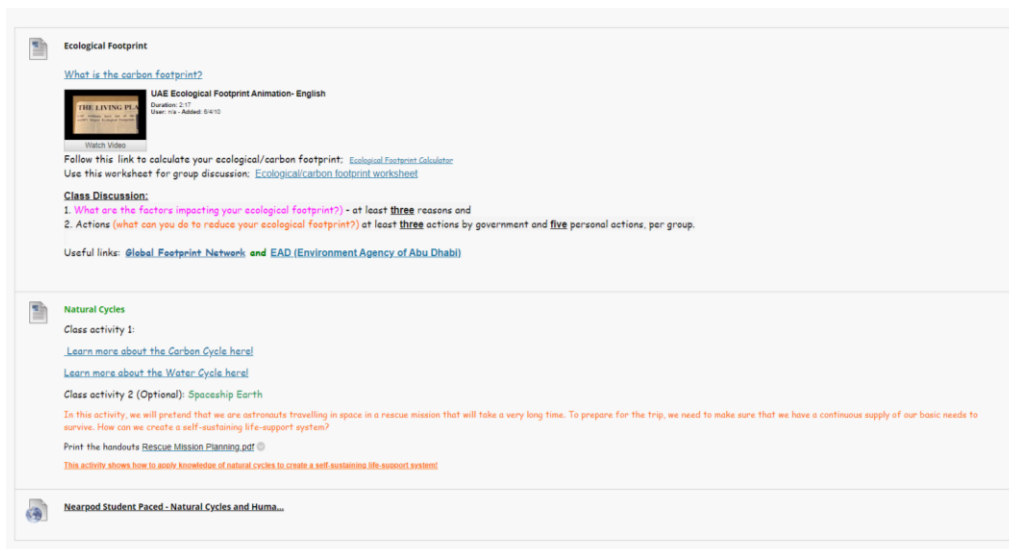 Ecological Footprint
What is the carbon footprint?
THE LIVING PLA
UAE Ecological Footprint Animation- English
Duration: 2:17
User: n/a - Added: 6/4/10
Watch Video
Follow this link to calculate your ecological/carbon footprint; Ecological Footprint Calculator
Use this worksheet for group discussion; Ecological/carbon footprint worksheet
Class Discussion:
1. What are the factors impacting your ecological footprint?) - at least three reasons and
2. Actions (what can you do to reduce your ecological footprint?) at least three actions by government and five personal actions, per group.
Useful links: Global Footprint Network and EAD (Environment Agency of Abu Dhabi)
Natural Cycles
Class activity 1:
Learn more about the Carbon Cycle here!
Learn more about the Water Cycle here!
Class activity 2 (Optional): Spaceship Earth
In this activity, we will pretend that we are astronauts travelling in space in a rescue mission that will take a very long time. To prepare for the trip, we need to make sure that we have a continuous supply of our basic needs to
survive. How can we create a self-sustaining life-support system?
Print the handouts Rescue Mission Planning.pdf
This activity shows how to apply knowledge of natural cycles to create a self-sustaining life-support system!
Nearpod Student Paced - Natural Cycles and Huma...